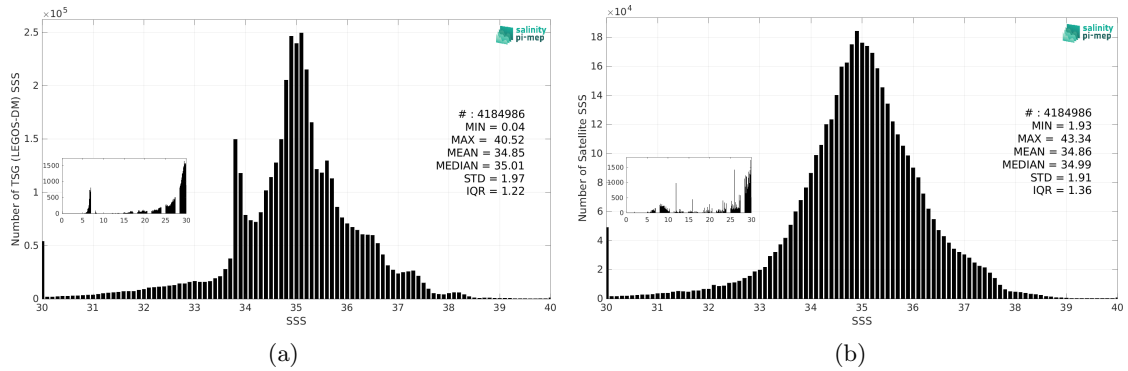 2.5
×10⁵
2
1.5
1
0.5
0
Number of TSG (LEGOS-DM) SSS
salinity
pi-mep
# : 4184986
MIN = 0.04
MAX = 40.52
MEAN = 34.85
MEDIAN = 35.01
STD = 1.97
IQR = 1.22
1500
1000
500
0
0 5 10 15 20 25 30
30 31 32 33 34 35 36 37 38 39 40
SSS
(a)
×10⁴
18
16
14
12
10
8
6
4
2
0
Number of Satellite SSS
salinity
pi-mep
# : 4184986
MIN = 1.93
MAX = 43.34
MEAN = 34.86
MEDIAN = 34.99
STD = 1.91
IQR = 1.36
1500
1000
500
0
0 5 10 15 20 25 30
30 31 32 33 34 35 36 37 38 39 40
SSS
(b)